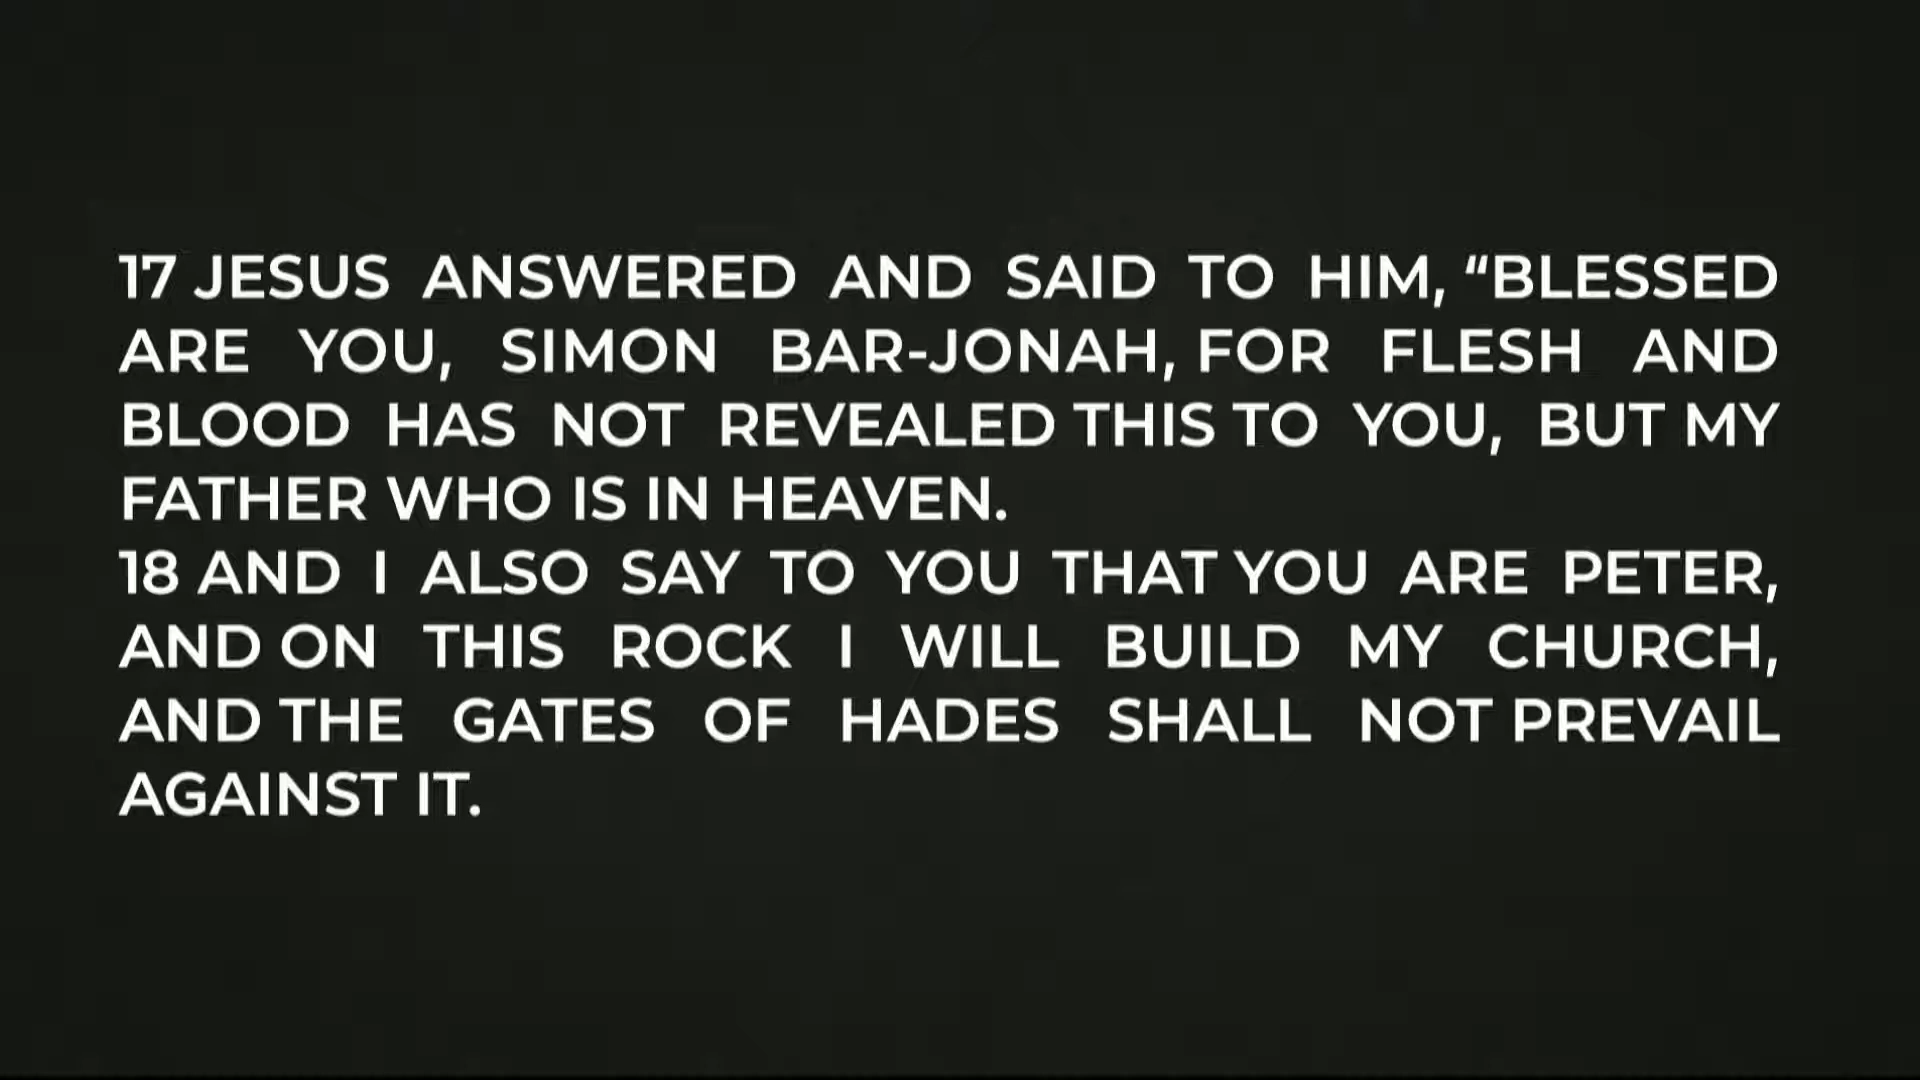 17 JESUS ANSWERED AND SAID TO HIM, “BLESSED
ARE YOU, SIMON BAR-JONAH, FOR FLESH AND
BLOOD HAS NOT REVEALED THIS TO YOU, BUT MY
FATHER WHO IS IN HEAVEN.
18 AND I ALSO SAY TO YOU THAT YOU ARE PETER,
AND ON THIS ROCK I WILL BUILD MY CHURCH,
AND THE GATES OF HADES SHALL NOT PREVAIL
AGAINST IT.